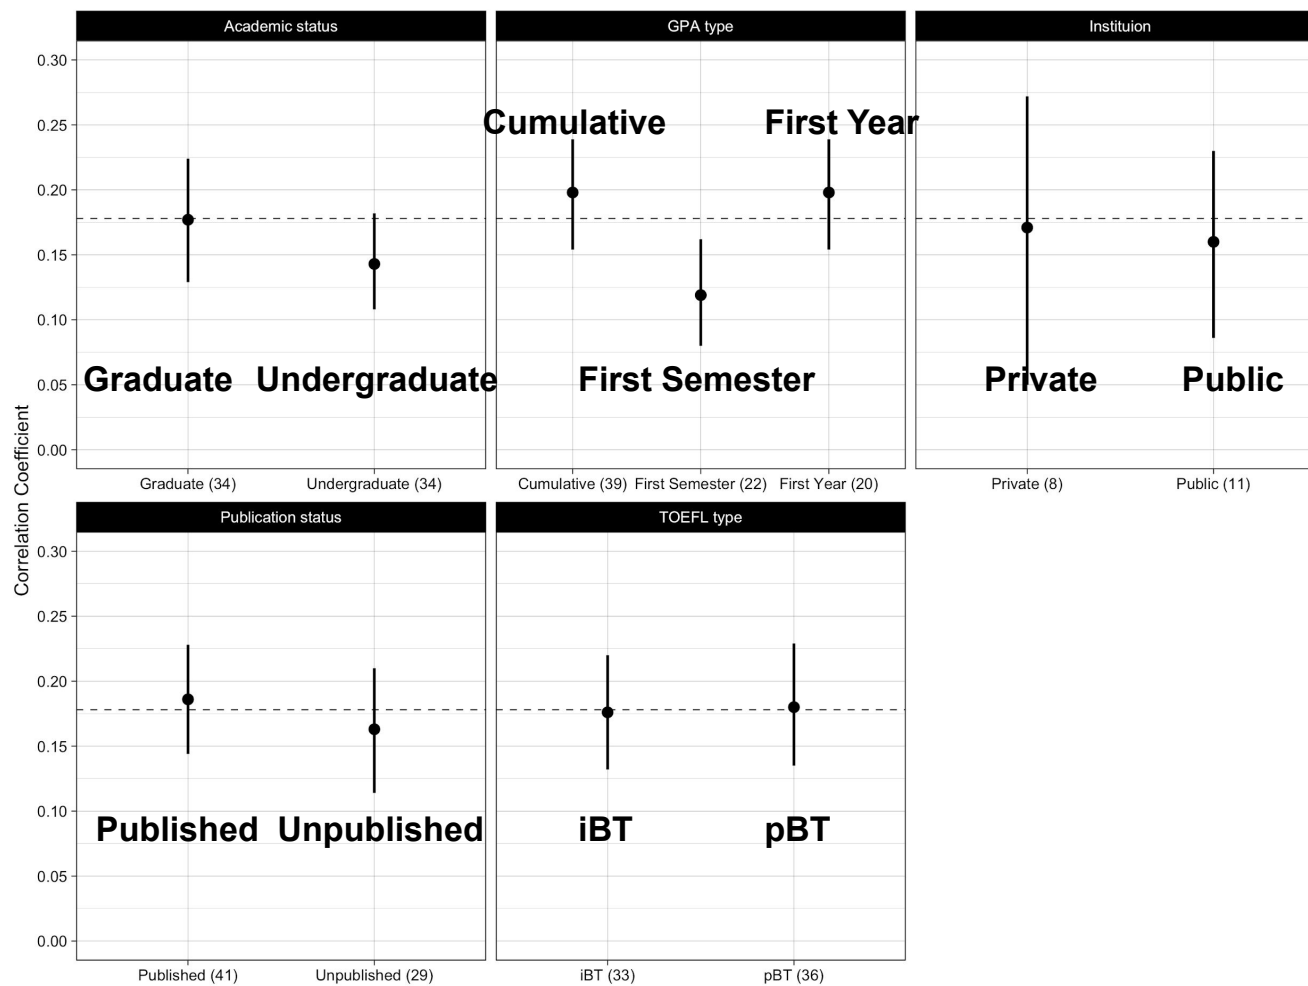 Academic status
GPA type
Instituion
0.30
0.25
0.20
0.15
0.10
0.05
0.00
Cumulative
First Year
Graduate
Undergraduate
First Semester
Private
Public
Graduate (34)
Undergraduate (34)
Cumulative (39)
First Semester (22)
First Year (20)
Private (8)
Public (11)
Correlation Coefficient
Publication status
TOEFL type
0.30
0.25
0.20
0.15
0.10
0.05
0.00
Published
Unpublished
iBT
pBT
Published (41)
Unpublished (29)
iBT (33)
pBT (36)